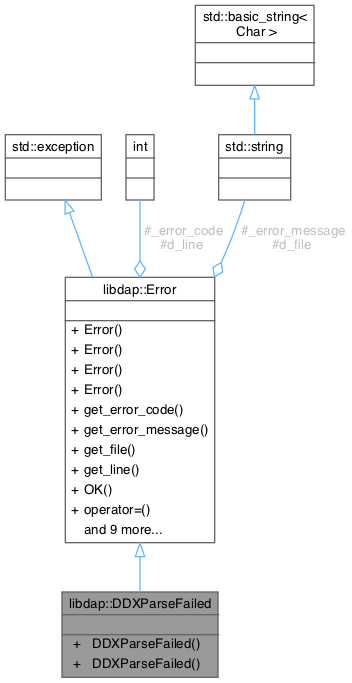 std::basic_string<
Char >
std::exception
int
std::string
#_error_code
#d_line
#_error_message
#d_file
libdap::Error
+ Error()
+ Error()
+ Error()
+ Error()
+ get_error_code()
+ get_error_message()
+ get_file()
+ get_line()
+ OK()
+ operator=()
and 9 more...
libdap::DDXParseFailed
+ DDXParseFailed()
+ DDXParseFailed()